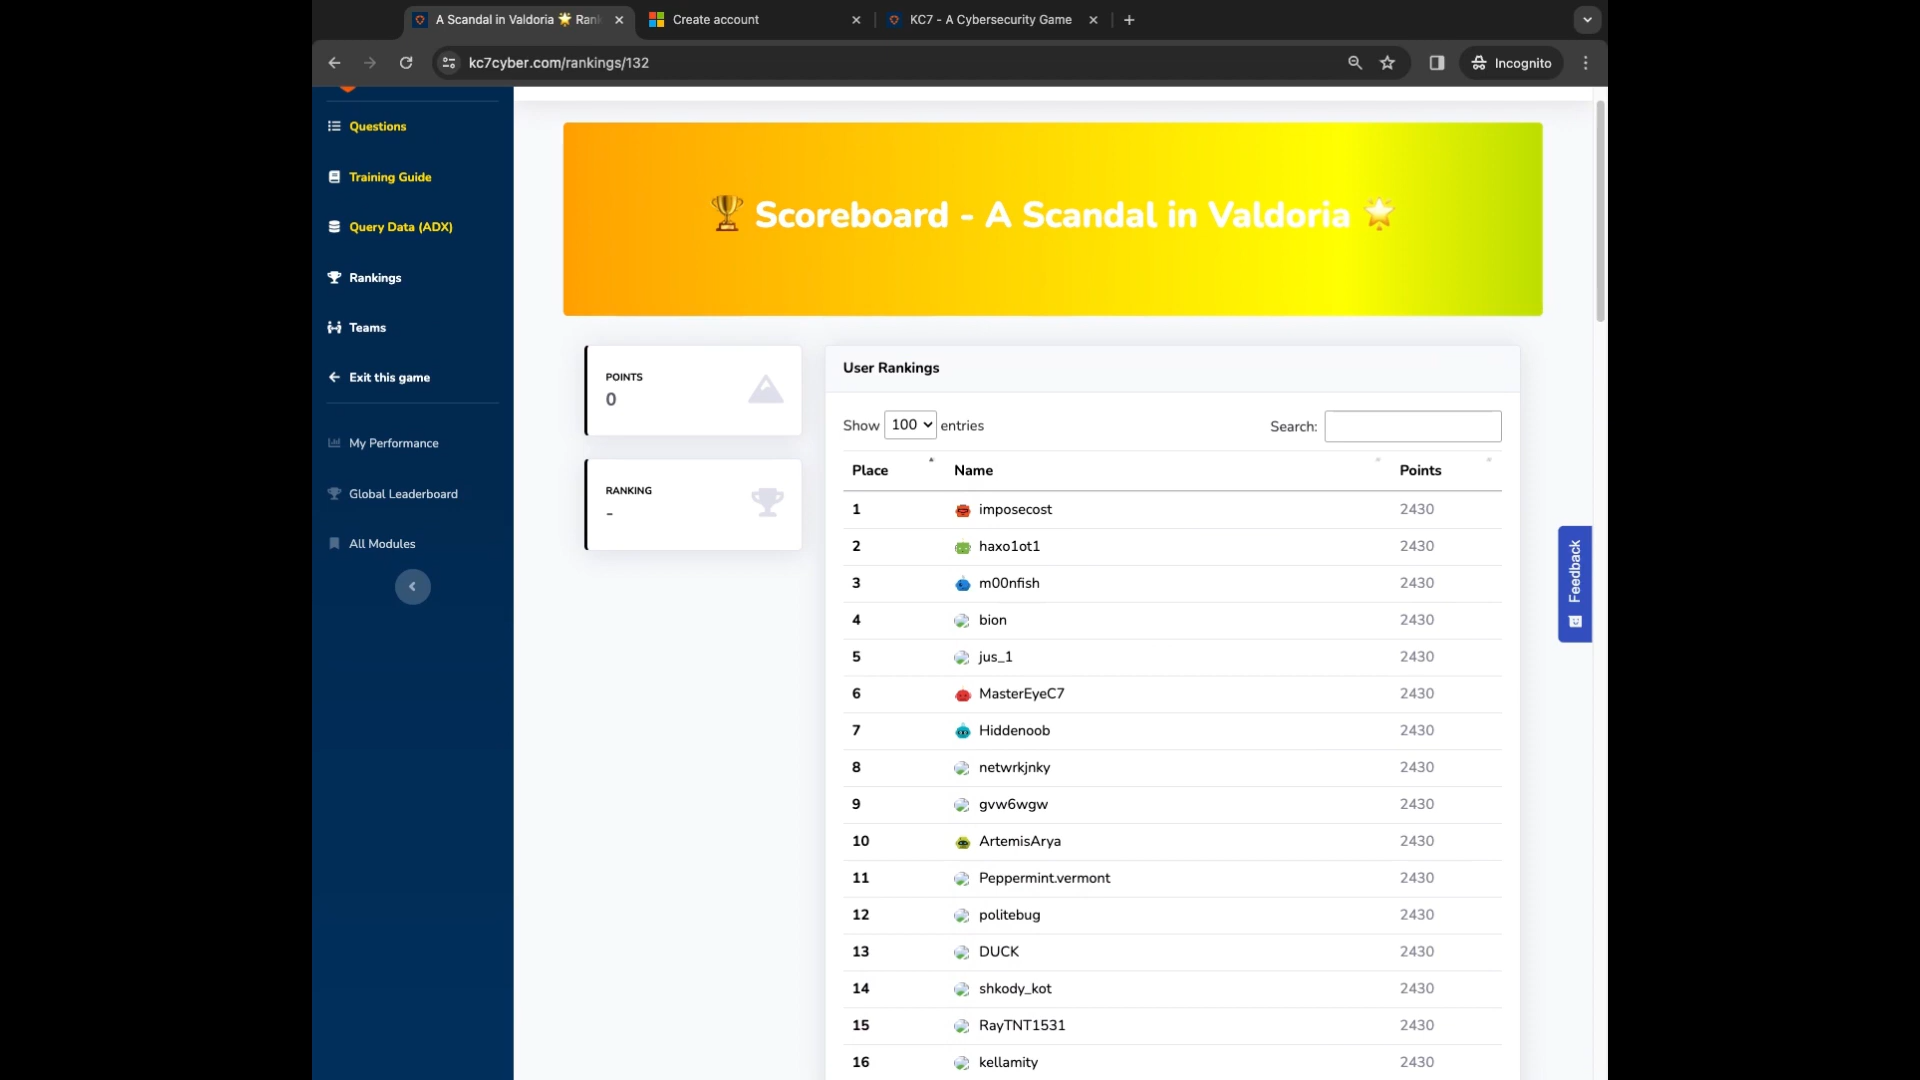 A Scandal in Valdoria 🌟 Ran
Create account
KC7 - A Cybersecurity Game
kc7cyber.com/rankings/132
Incognito
Questions
Training Guide
Query Data (ADX)
Rankings
Teams
Exit this game
My Performance
Global Leaderboard
All Modules
🏆 Scoreboard - A Scandal in Valdoria 🌟
POINTS
0
RANKING
-
User Rankings
Show 100 entries
Search:
Place Name Points
1 imposecost 2430
2 haxo1ot1 2430
3 m00nfish 2430
4 bion 2430
5 jus_1 2430
6 MasterEyeC7 2430
7 Hiddenoob 2430
8 netwrkjnky 2430
9 gvw6wgw 2430
10 ArtemisArya 2430
11 Peppermint.vermont 2430
12 politebug 2430
13 DUCK 2430
14 shkody_kot 2430
15 RayTNT1531 2430
16 kellamity 2430
Feedback